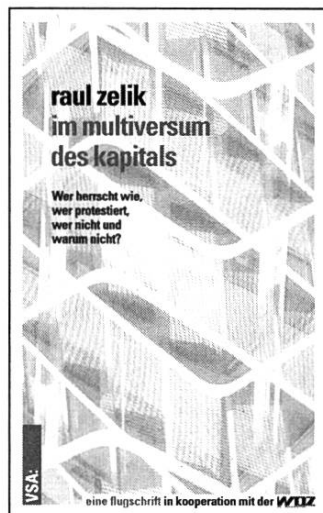 raul zelik
im multiversum
des kapitals
Wer herrscht wie,
wer protestiert,
wer nicht und
warum nicht?
VSA:
eine flugschrift in kooperation mit der WOZ